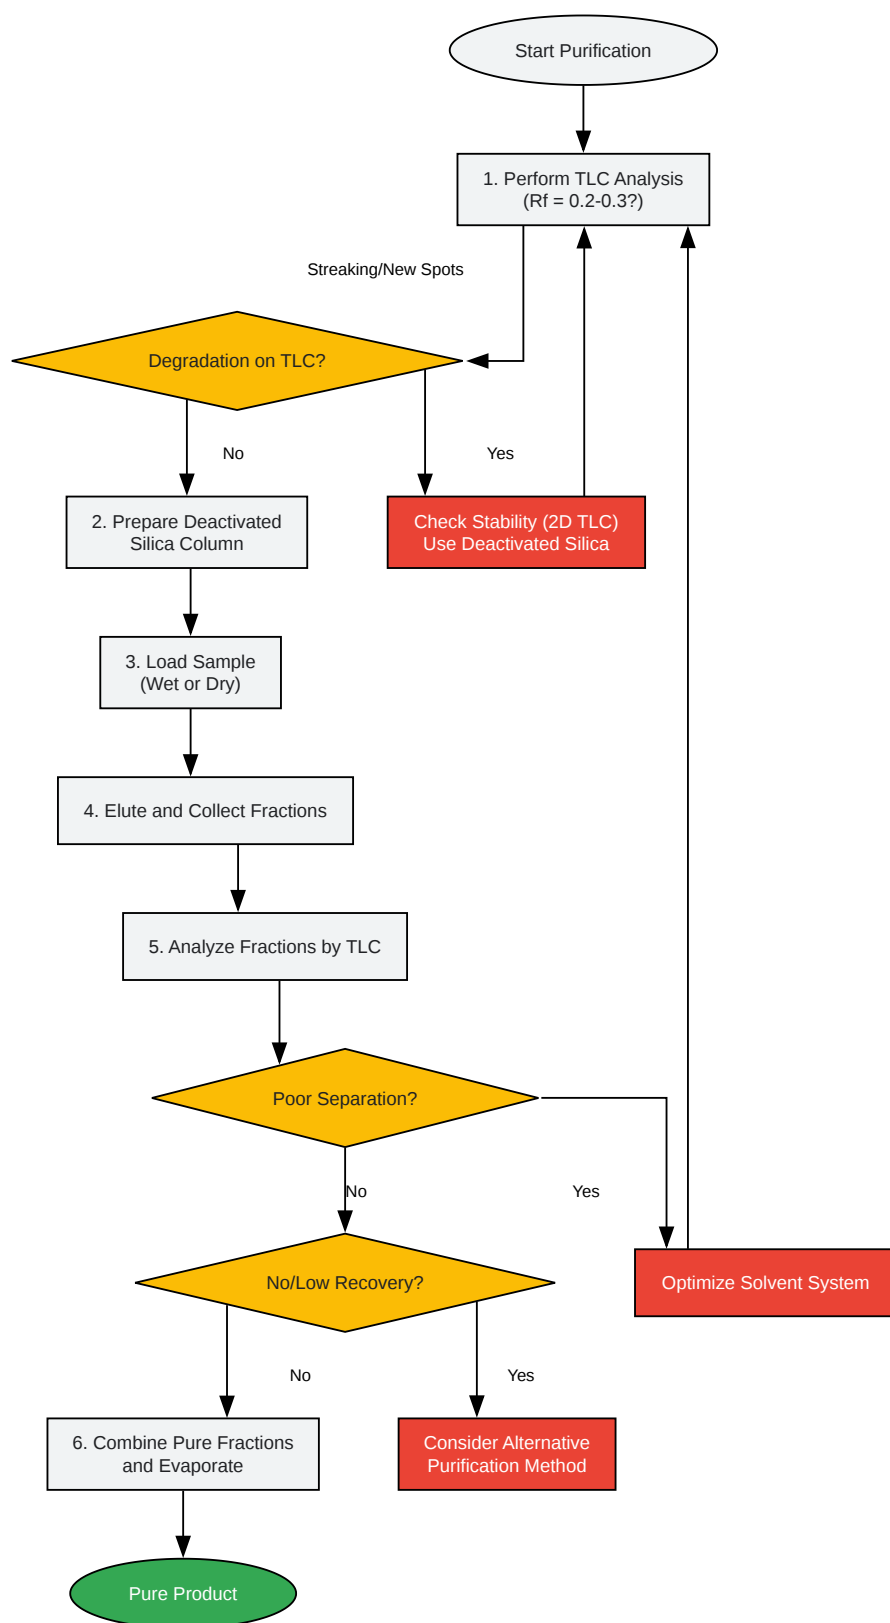 Start Purification
1. Perform TLC Analysis
(Rf = 0.2-0.3?)
Streaking/New Spots
Degradation on TLC?
No
Yes
2. Prepare Deactivated
Silica Column
Check Stability (2D TLC)
Use Deactivated Silica
3. Load Sample
(Wet or Dry)
4. Elute and Collect Fractions
5. Analyze Fractions by TLC
Poor Separation?
No
Yes
No/Low Recovery?
Optimize Solvent System
No
Yes
6. Combine Pure Fractions
and Evaporate
Consider Alternative
Purification Method
Pure Product